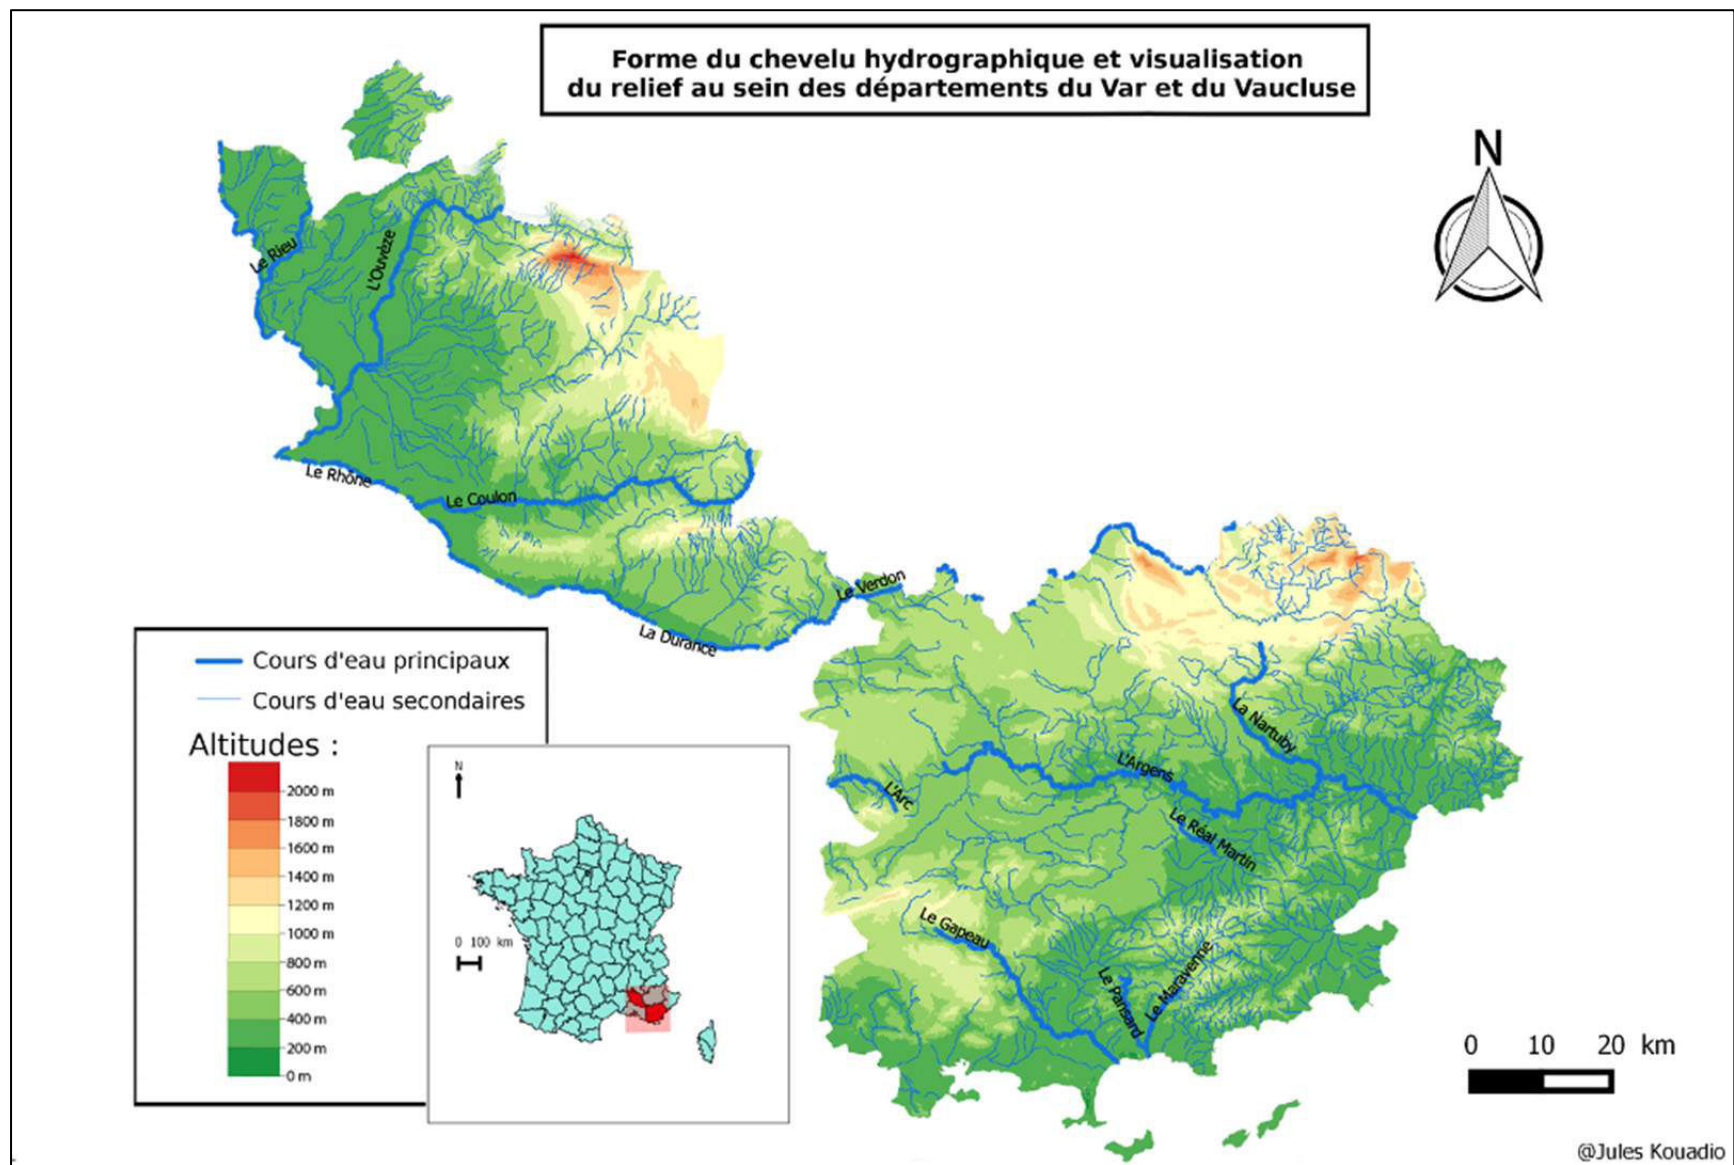 Forme du chevelu hydrographique et visualisation
du relief au sein des départements du Var et du Vaucluse
N
Le Rieu
L'Ouvèze
Le Rhône
Le Coulon
Le Verdon
La Durance
La Nartuby
L'Argens
L'Arc
Le Réal Martin
Le Gapeau
Le Pansard
Le Maravenne
Cours d'eau principaux
Cours d'eau secondaires
Altitudes :
2000 m
1800 m
1600 m
1400 m
1200 m
1000 m
800 m
600 m
400 m
200 m
0 m
N
0 100 km
0 10 20 km
@Jules Kouadio